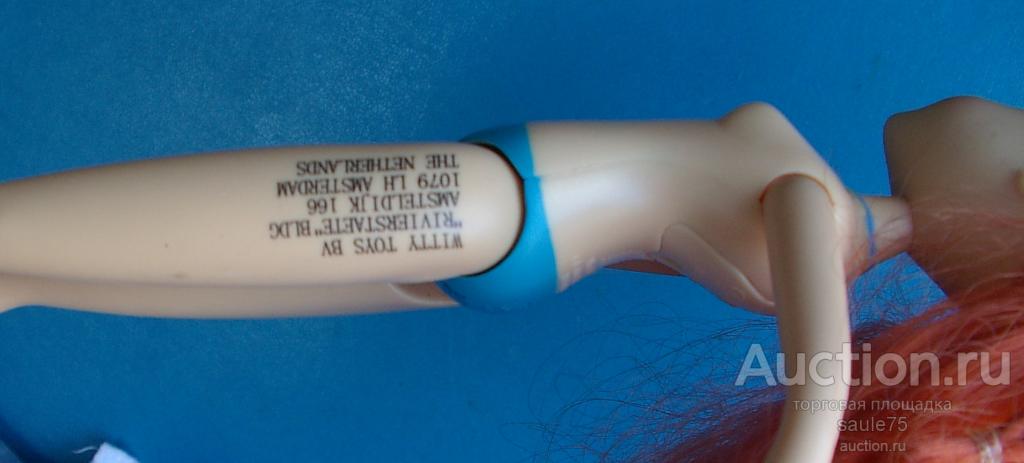 WITTY TOYS BV
"RIVIERSTAETE" BLDG
AMSTELDIJK 166
1079 LH AMSTERDAM
THE NETHERLANDS
Auction.ru
торговая площадка
saule75
auction.ru